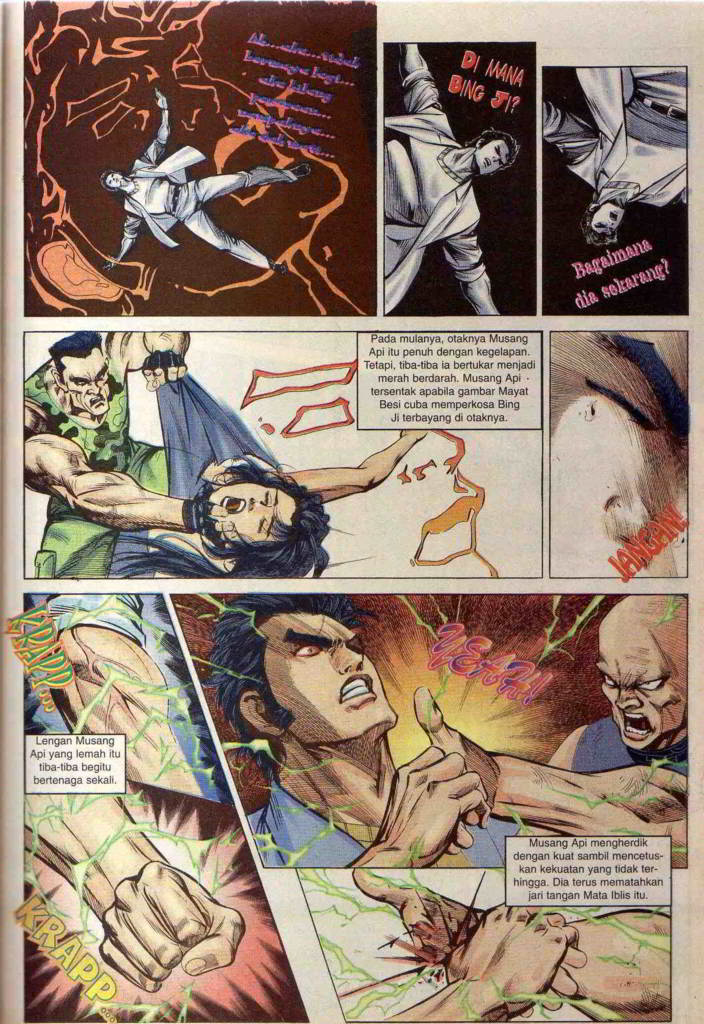 DI MANA
BING JI?
Bagaimana
dia sekarang?
Pada mulanya, otaknya Musang
Api itu penuh dengan kegelapan.
Tetapi, tiba-tiba ia bertukar menjadi
merah berdarah. Musang Api
tersentak apabila gambar Mayat
Besi cuba memperkosa Bing
Ji terbayang di otaknya.
JANGAN!
KRAPP
Lengan Musang
Api yang lemah itu
tiba-tiba begitu
bertenaga sekali.
YEAH!
KRAPP
Musang Api mengherdik
dengan kuat sambil mencetus-
kan kekuatan yang tidak ter-
hingga. Dia terus mematahkan
jari tangan Mata Iblis itu.